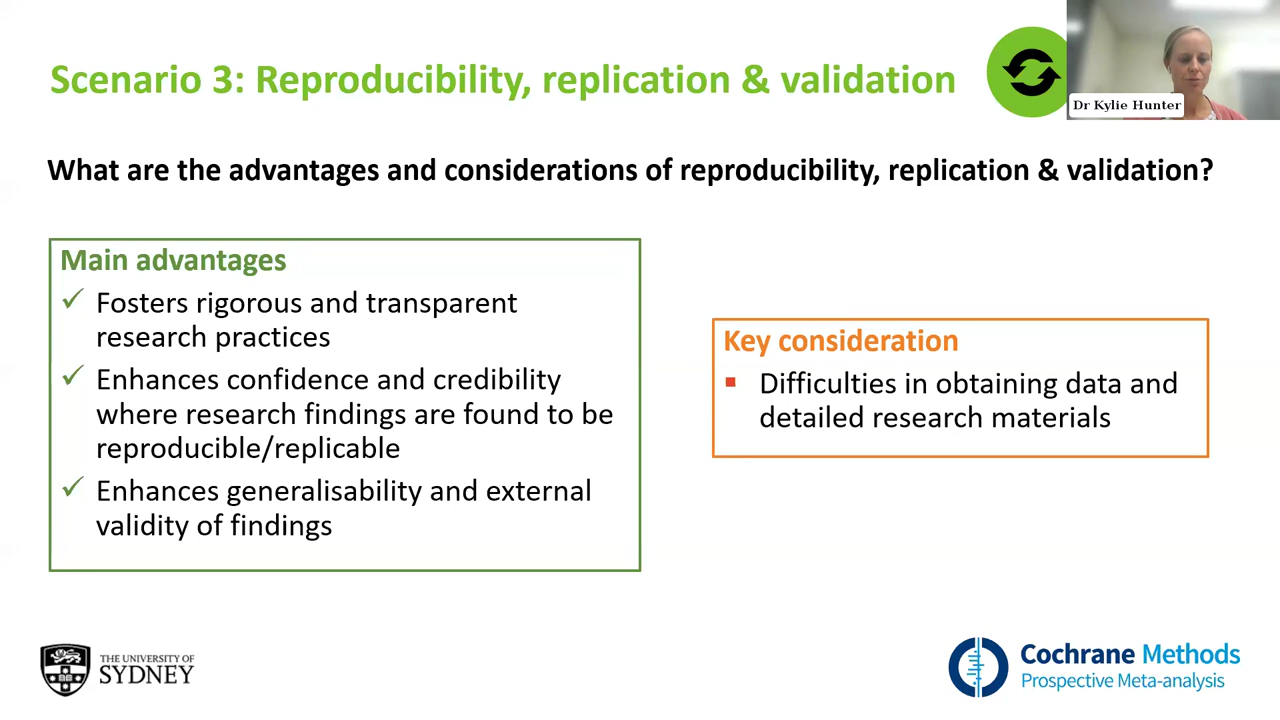 Scenario 3: Reproducibility, replication & validation
Dr Kylie Hunter
What are the advantages and considerations of reproducibility, replication & validation?
Main advantages
✓ Fosters rigorous and transparent
research practices
✓ Enhances confidence and credibility
where research findings are found to be
reproducible/replicable
✓ Enhances generalisability and external
validity of findings
Key consideration
▪ Difficulties in obtaining data and
detailed research materials
THE UNIVERSITY OF
SYDNEY
Cochrane Methods
Prospective Meta-analysis